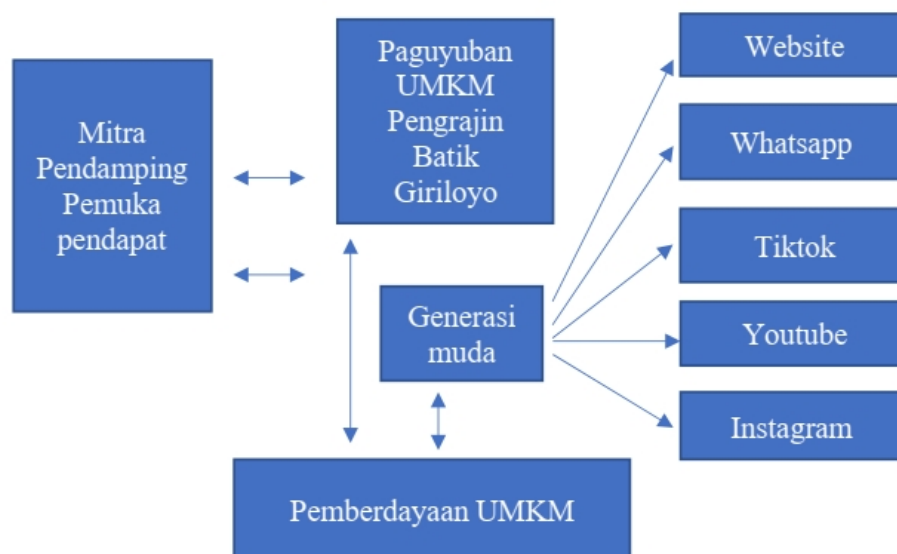 Mitra
Pendamping
Pemuka
pendapat
Paguyuban
UMKM
Pengrajin
Batik
Giriloyo
Generasi
muda
Pemberdayaan UMKM
Website
Whatsapp
Tiktok
Youtube
Instagram